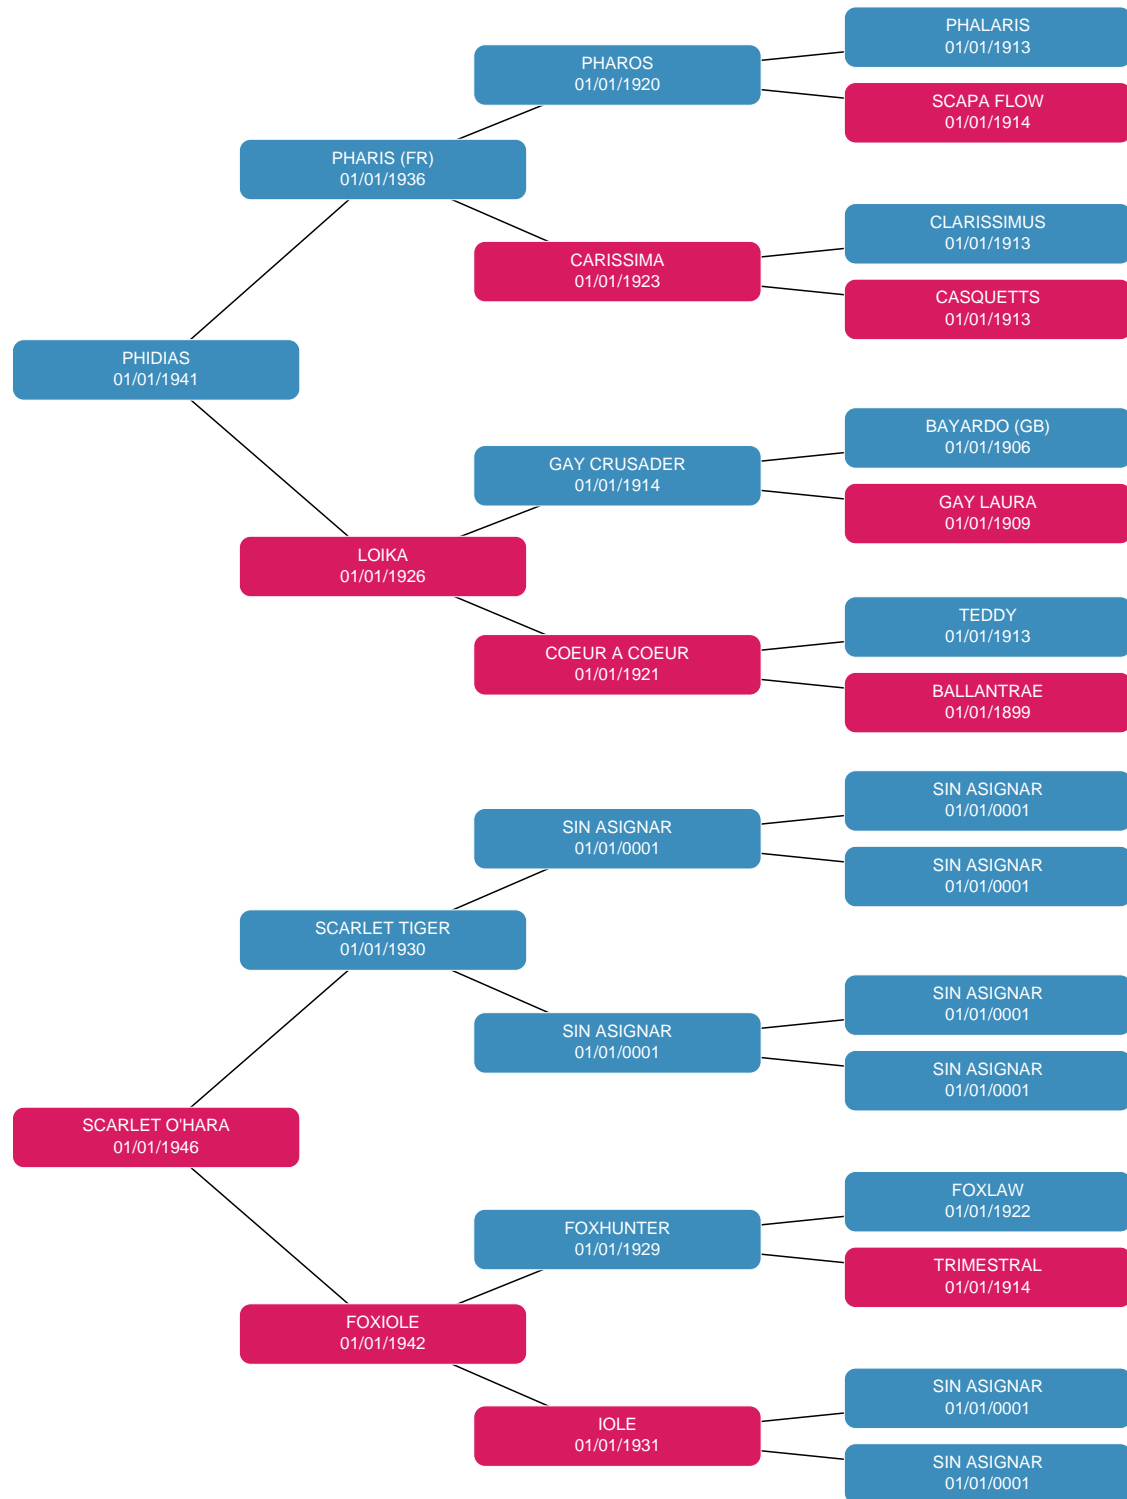 PHALARIS
01/01/1913
PHAROS
01/01/1920
SCAPA FLOW
01/01/1914
PHARIS (FR)
01/01/1936
CLARISSIMUS
01/01/1913
CARISSIMA
01/01/1923
CASQUETTS
01/01/1913
PHIDIAS
01/01/1941
BAYARDO (GB)
01/01/1906
GAY CRUSADER
01/01/1914
GAY LAURA
01/01/1909
LOIKA
01/01/1926
TEDDY
01/01/1913
COEUR A COEUR
01/01/1921
BALLANTRAE
01/01/1899
SIN ASIGNAR
01/01/0001
SIN ASIGNAR
01/01/0001
SIN ASIGNAR
01/01/0001
SCARLET TIGER
01/01/1930
SIN ASIGNAR
01/01/0001
SIN ASIGNAR
01/01/0001
SIN ASIGNAR
01/01/0001
SCARLET O'HARA
01/01/1946
FOXLAW
01/01/1922
FOXHUNTER
01/01/1929
TRIMESTRAL
01/01/1914
FOXIOLE
01/01/1942
SIN ASIGNAR
01/01/0001
IOLE
01/01/1931
SIN ASIGNAR
01/01/0001